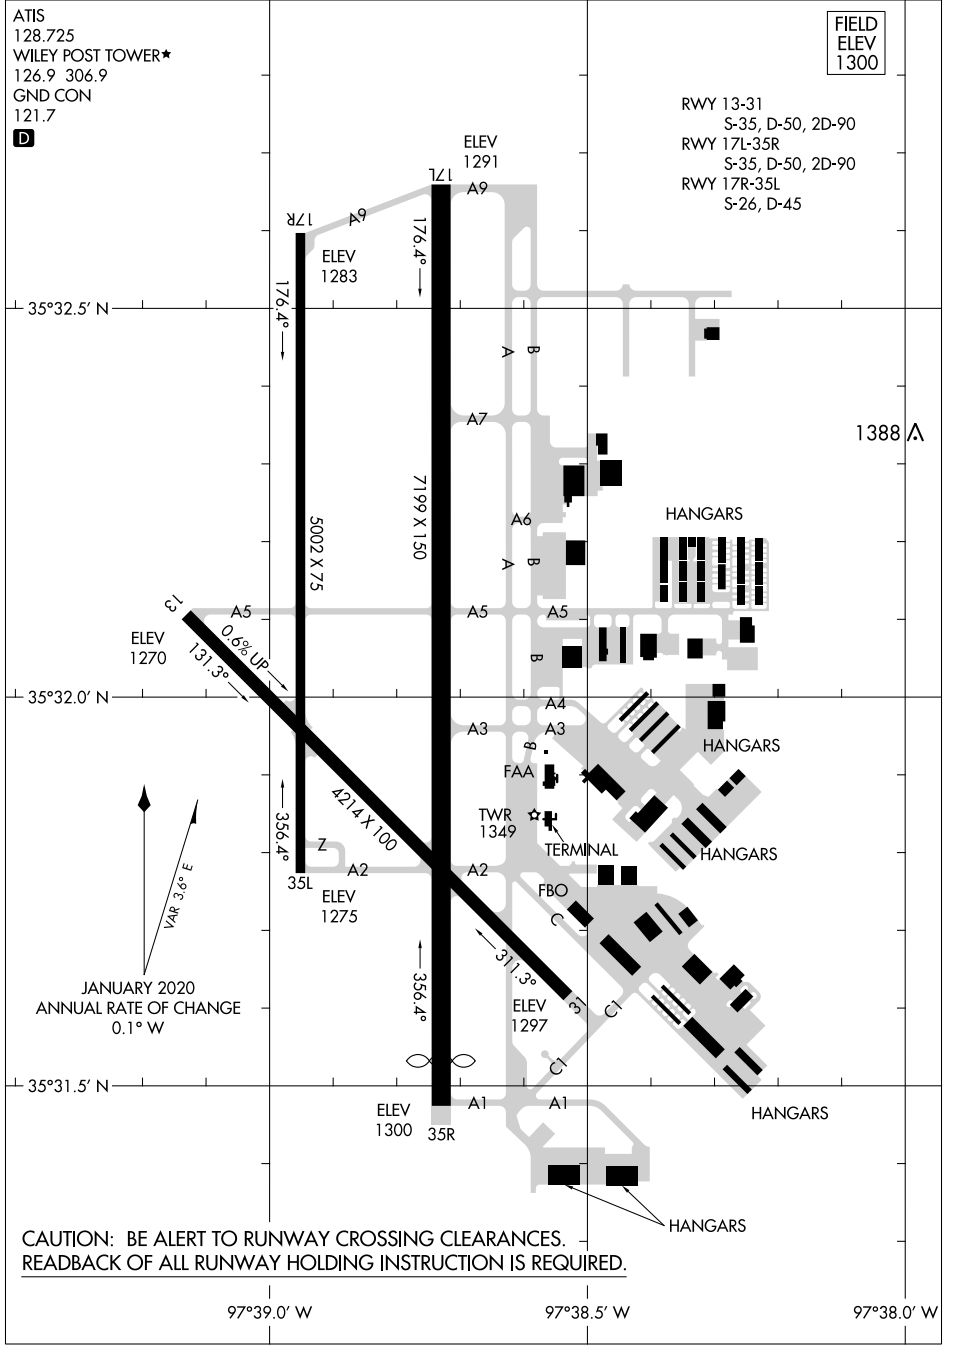 ATIS
128.725
WILEY POST TOWER★
126.9 306.9
GND CON
121.7
D
FIELD
ELEV
1300
RWY 13-31
S-35, D-50, 2D-90
RWY 17L-35R
S-35, D-50, 2D-90
RWY 17R-35L
S-26, D-45
ELEV
1291
17L
A9
17R
A9
176.4°
ELEV
1283
176.4°
35°32.5' N
A
B
A7
1388
7199 X 150
5002 X 75
A6
HANGARS
A
B
13
A5
A5
A5
ELEV
1270
0.6% UP
131.3°
B
35°32.0' N
A4
A3
A3
B
HANGARS
FAA
4214 X 100
TWR
1349
356.4°
Z
TERMINAL
HANGARS
A2
A2
35L
ELEV
1275
FBO
C
VAR 3.6° E
311.3°
356.4°
JANUARY 2020
ANNUAL RATE OF CHANGE
0.1° W
ELEV
1297
31
C1
C1
35°31.5' N
ELEV
1300
35R
A1
A1
HANGARS
HANGARS
CAUTION: BE ALERT TO RUNWAY CROSSING CLEARANCES.
READBACK OF ALL RUNWAY HOLDING INSTRUCTION IS REQUIRED.
97°39.0' W
97°38.5' W
97°38.0' W